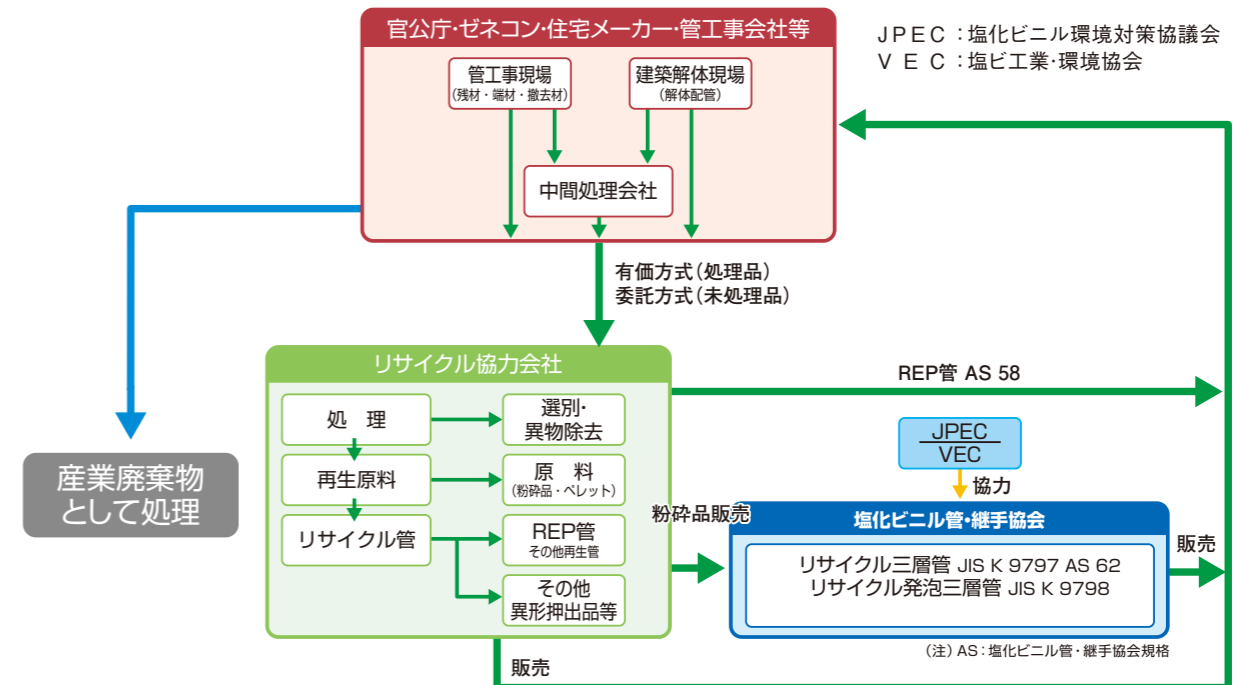 官公庁・ゼネコン・住宅メーカー・管工事会社等
JPEC：塩化ビニル環境対策協議会
VEC：塩ビ工業・環境協会
管工事現場
（残材・端材・撤去材）
建築解体現場
（解体配管）
中間処理会社
有価方式（処理品）
委託方式（未処理品）
産業廃棄物
として処理
リサイクル協力会社
処 理
選別・
異物除去
再生原料
原 料
（粉砕品・ペレット）
リサイクル管
REP管
その他再生管
その他
異形押出品等
REP管 AS 58
JPEC
VEC
協力
粉砕品販売
塩化ビニル管・継手協会
リサイクル三層管 JIS K 9797 AS 62
リサイクル発泡三層管 JIS K 9798
販売
（注）AS：塩化ビニル管・継手協会規格
販売